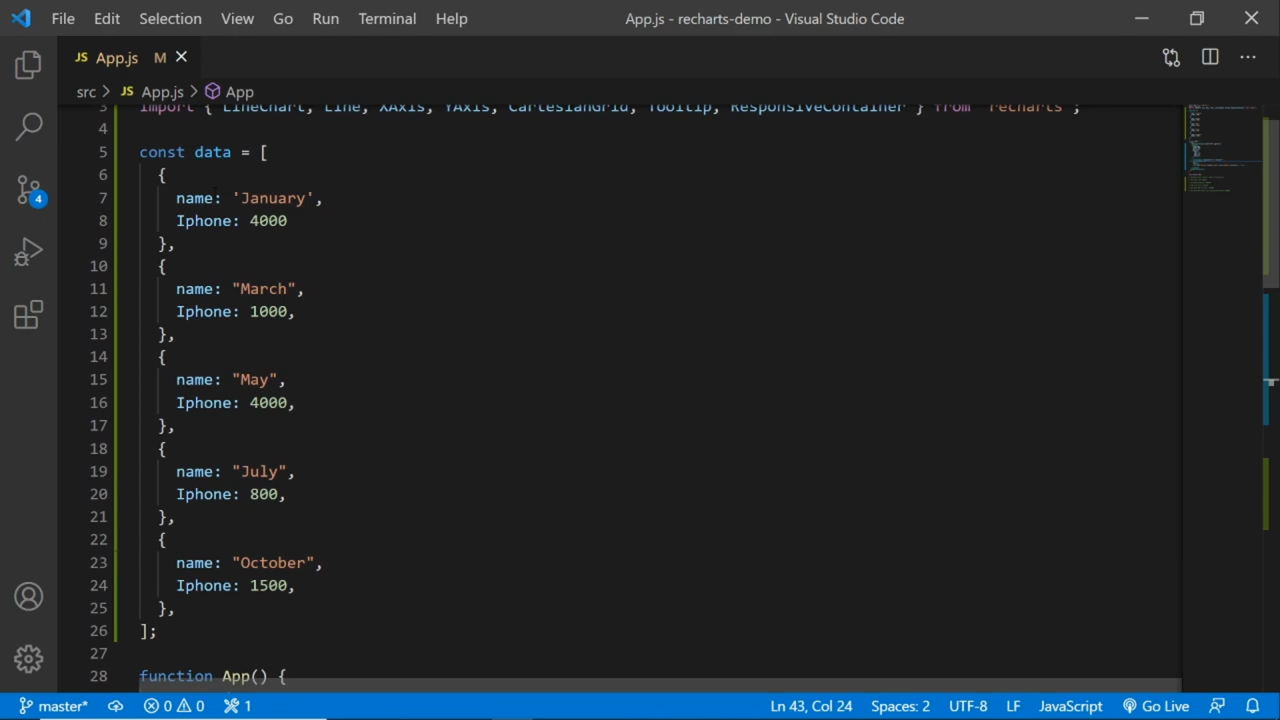 File Edit Selection View Go Run Terminal Help App.js - recharts-demo - Visual Studio Code
JS App.js M
src > JS App.js > App
3 import { LineChart, Line, XAxis, YAxis, CartesianGrid, Tooltip, ResponsiveContainer } from 'recharts';
4
5 const data = [
6 {
7 name: 'January',
8 Iphone: 4000
9 },
10 {
11 name: "March",
12 Iphone: 1000,
13 },
14 {
15 name: "May",
16 Iphone: 4000,
17 },
18 {
19 name: "July",
20 Iphone: 800,
21 },
22 {
23 name: "October",
24 Iphone: 1500,
25 },
26 ];
27
28 function App() {
4
master* 0 0 1 Ln 43, Col 24 Spaces: 2 UTF-8 LF JavaScript Go Live